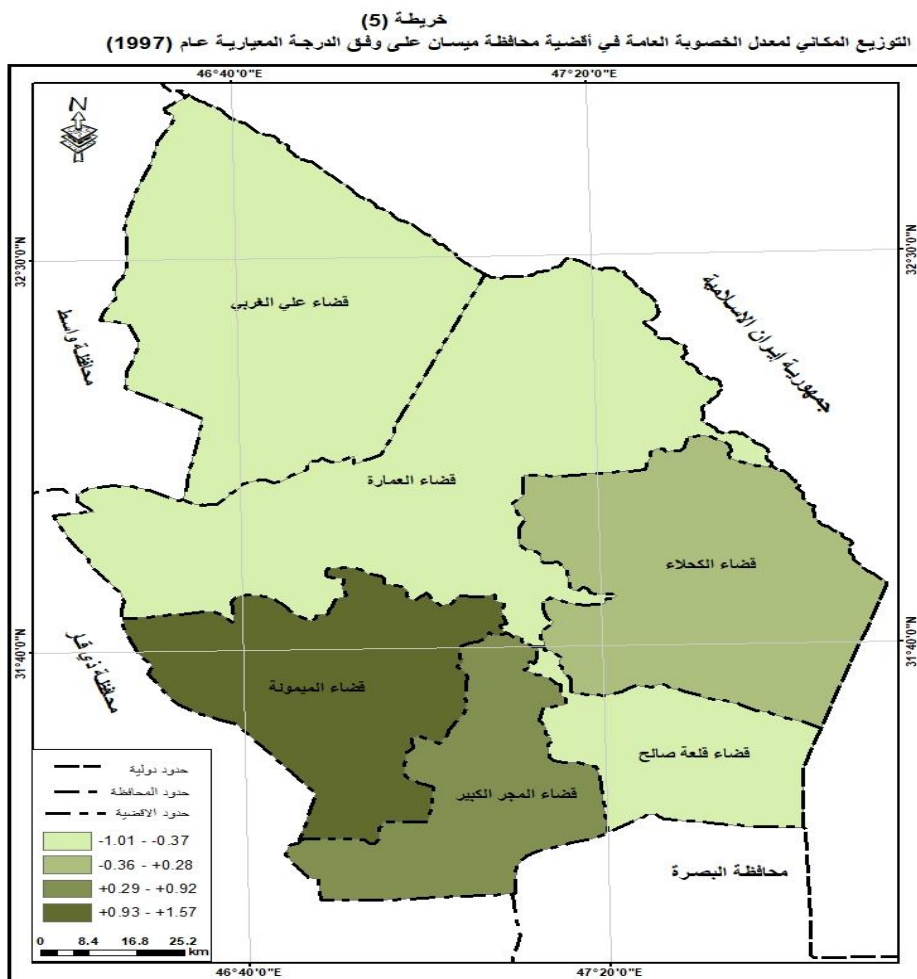 خريطة (5)
التوزيع المكاني لمعدل الخصوبة العامة في أقضية محافظة ميسان على وفق الدرجة المعيارية عام (1997)
46°40'0"E
47°20'0"E
N
32°30'0"N
32°30'0"N
قضاء علي الغربي
جمهورية ايران الاسلامية
محافظة واسط
قضاء العمارة
قضاء الكحلاء
31°40'0"N
31°40'0"N
محافظة ذي قار
قضاء الميمونة
قضاء قلعة صالح
قضاء المجر الكبير
محافظة البصرة
حدود دولية
حدود المحافظة
حدود الاقضية
-1.01 - -0.37
-0.36 - +0.28
+0.29 - +0.92
+0.93 - +1.57
0 8.4 16.8 25.2
km
46°40'0"E
47°20'0"E